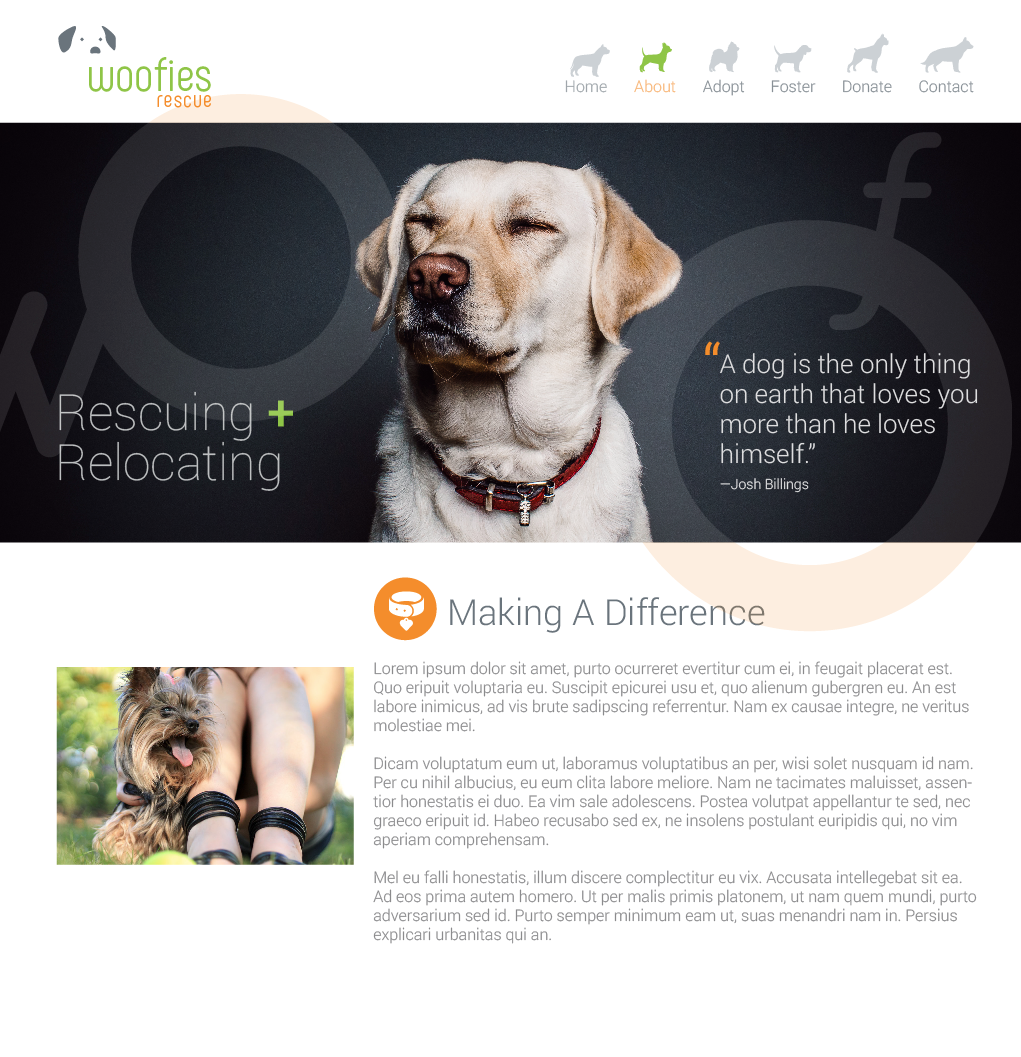 woofies
rescue
Home About Adopt Foster Donate Contact
w o o f
Rescuing +
Relocating
“A dog is the only thing
on earth that loves you
more than he loves
himself.”
—Josh Billings
Making A Difference
Lorem ipsum dolor sit amet, purto ocurreret evertitur cum ei, in feugait placerat est.
Quo eripuit voluptaria eu. Suscipit epicurei usu et, quo alienum gubergren eu. An est
labore inimicus, ad vis brute sadipscing referrentur. Nam ex causae integre, ne veritus
molestiae mei.
Dicam voluptatum eum ut, laboramus voluptatibus an per, wisi solet nusquam id nam.
Per cu nihil albucius, eu eum clita labore meliore. Nam ne tacimates maluisset, assen-
tior honestatis ei duo. Ea vim sale adolescens. Postea volutpat appellantur te sed, nec
graeco eripuit id. Habeo recusabo sed ex, ne insolens postulant euripidis qui, no vim
aperiam comprehensam.
Mel eu falli honestatis, illum discere complectitur eu vix. Accusata intellegebat sit ea.
Ad eos prima autem homero. Ut per malis primis platonem, ut nam quem mundi, purto
adversarium sed id. Purto semper minimum eam ut, suas menandri nam in. Persius
explicari urbanitas qui an.